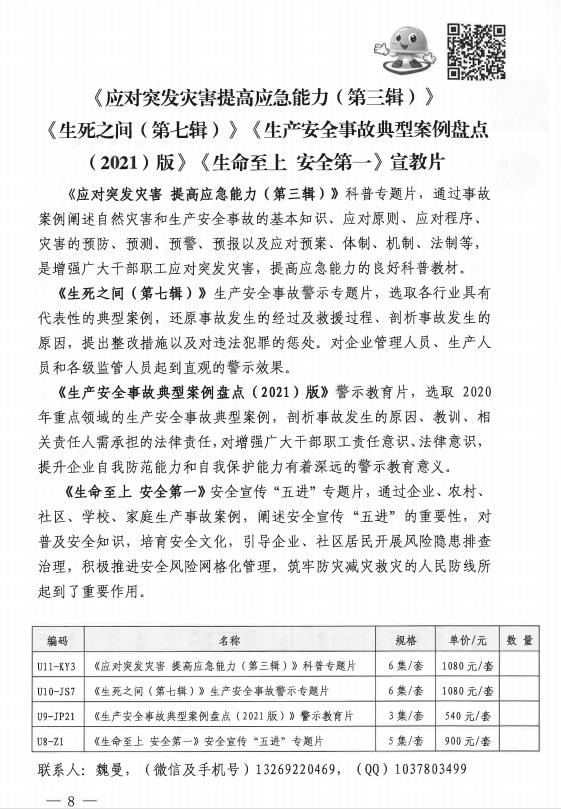 《应对突发灾害提高应急能力（第三辑）》
《生死之间（第七辑）》《生产安全事故典型案例盘点
（2021）版》《生命至上 安全第一》宣教片
《应对突发灾害 提高应急能力（第三辑）》科普专题片，通过事故
案例阐述自然灾害和生产安全事故的基本知识、应对原则、应对程序、
灾害的预防、预测、预警、预报以及应对预案、体制、机制、法制等，
是增强广大干部职工应对突发灾害，提高应急能力的良好科普教材。
《生死之间（第七辑）》生产安全事故警示专题片，选取各行业具有
代表性的典型案例，还原事故发生的经过及救援过程、剖析事故发生的
原因，提出整改措施以及对违法犯罪的惩处。对企业管理人员、生产人
员和各级监管人员起到直观的警示效果。
《生产安全事故典型案例盘点（2021）版》警示教育片，选取 2020
年重点领域的生产安全事故典型案例，剖析事故发生的原因、教训、相
关责任人需承担的法律责任，对增强广大干部职工责任意识、法律意识，
提升企业自我防范能力和自我保护能力有着深远的警示教育意义。
《生命至上 安全第一》安全宣传“五进”专题片，通过企业、农村、
社区、学校、家庭生产事故案例，阐述安全宣传“五进”的重要性，对
普及安全知识，培育安全文化，引导企业、社区居民开展风险隐患排查
治理，积极推进安全风险网格化管理，筑牢防灾减灾救灾的人民防线所
起到了重要作用。
编码 名称 规格 单价/元 数量
U11-KY3 《应对突发灾害 提高应急能力（第三辑）》科普专题片 6集/套 1080元/套
U10-JS7 《生死之间（第七辑）》生产安全事故警示专题片 6集/套 1080元/套
U9-JP21 《生产安全事故典型案例盘点（2021版）》警示教育片 3集/套 540元/套
U8-Z1 《生命至上 安全第一》安全宣传“五进”专题片 5集/套 900元/套
联系人：魏曼，（微信及手机号）13269220469，（QQ）1037803499
— 8 —